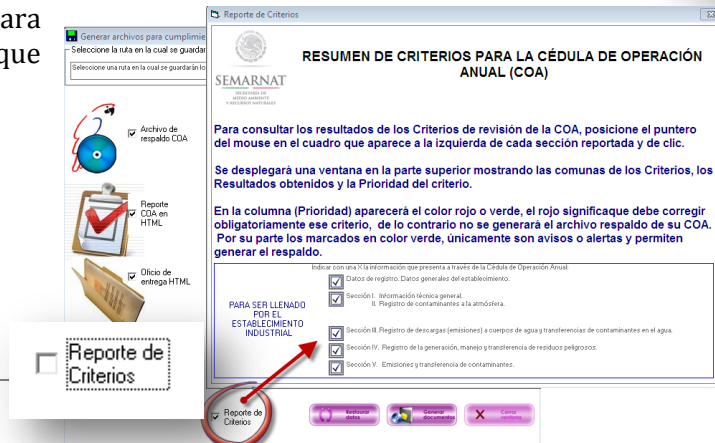 ara
que
Generar archivos para cumplimie
Seleccione la ruta en la cual se guardar
Seleccione una ruta en la cual se guardarán lo
Archivo de
respaldo COA
Reporte
COA en
HTML
Oficio de
entrega HTML
Reporte de
Criterios
Reporte de Criterios
SEMARNAT
SECRETARÍA DE
MEDIO AMBIENTE
Y RECURSOS NATURALES
RESUMEN DE CRITERIOS PARA LA CÉDULA DE OPERACIÓN
ANUAL (COA)
Para consultar los resultados de los Criterios de revisión de la COA, posicione el puntero
del mouse en el cuadro que aparece a la izquierda de cada sección reportada y de clic.
Se desplegará una ventana en la parte superior mostrando las comunas de los Criterios, los
Resultados obtenidos y la Prioridad del criterio.
En la columna (Prioridad) aparecerá el color rojo o verde, el rojo significaque debe corregir
obligatoriamente ese criterio, de lo contrario no se generará el archivo respaldo de su COA.
Por su parte los marcados en color verde, únicamente son avisos o alertas y permiten
generar el respaldo.
Indicar con una X la información que presenta a través de la Cédula de Operación Anual:
PARA SER LLENADO
POR EL
ESTABLECIMIENTO
INDUSTRIAL
Datos de registro. Datos generales del establecimiento.
Sección I. Información técnica general.
II. Registro de contaminantes a la atmósfera.
Sección III. Registro de descargas (emisiones) a cuerpos de agua y transferencias de contaminantes en el agua.
Sección IV. Registro de la generación, manejo y transferencia de residuos peligrosos.
Sección V. Emisiones y transferencia de contaminantes.
Reporte de
Criterios
Restaurar
datos
Generar
documentos
Cerrar
ventana